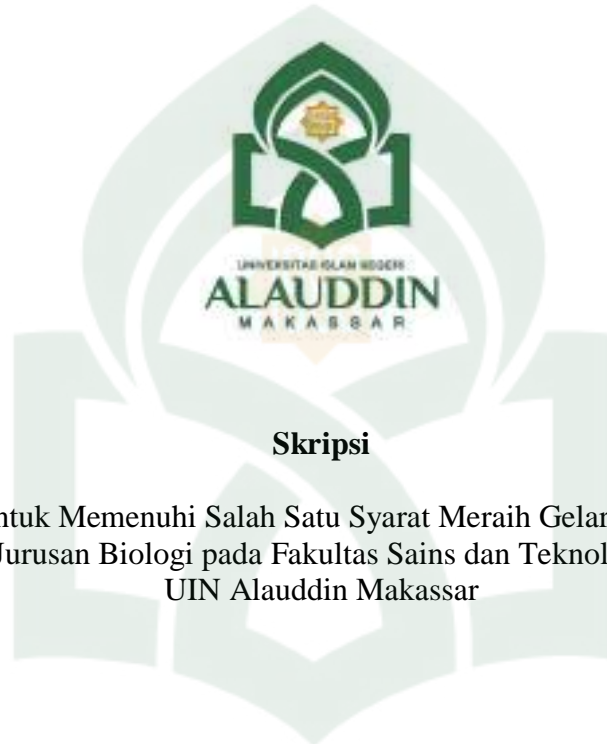 UNIVERSITAS ISLAM NEGERI
ALAUDDIN
MAKASSAR
Skripsi
ntuk Memenuhi Salah Satu Syarat Meraih Gelar
Jurusan Biologi pada Fakultas Sains dan Teknol
UIN Alauddin Makassar